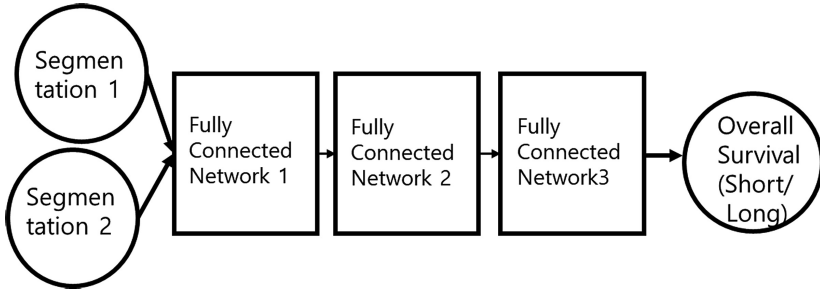 Segmen
tation 1
Segmen
tation 2
Fully
Connected
Network 1
Fully
Connected
Network 2
Fully
Connected
Network3
Overall
Survival
(Short/
Long)